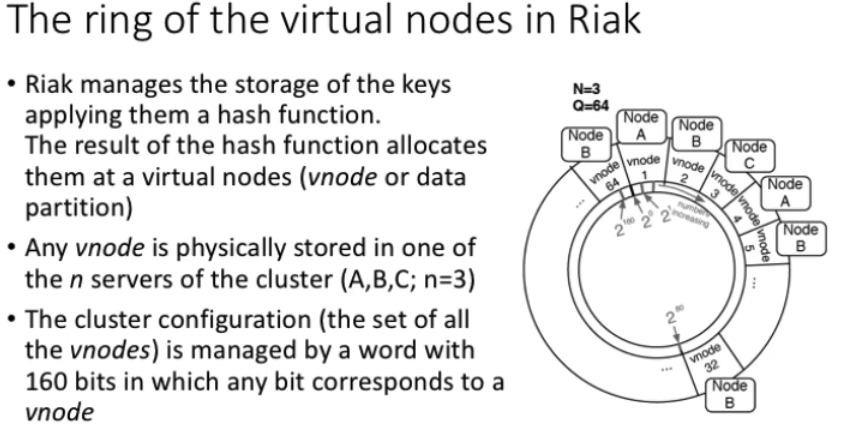 The ring of the virtual nodes in Riak
• Riak manages the storage of the keys
applying them a hash function.
The result of the hash function allocates
them at a virtual nodes (vnode or data
partition)
• Any vnode is physically stored in one of
the n servers of the cluster (A,B,C; n=3)
• The cluster configuration (the set of all
the vnodes) is managed by a word with
160 bits in which any bit corresponds to a
vnode
N=3
Q=64
Node
B
Node
A
Node
B
Node
C
Node
A
Node
B
...
vnode
64
vnode
1
vnode
2
vnode
3
vnode
4
vnode
5
...
2^160
2^0
2^1
numbers
increasing
2^80
...
vnode
32
Node
B